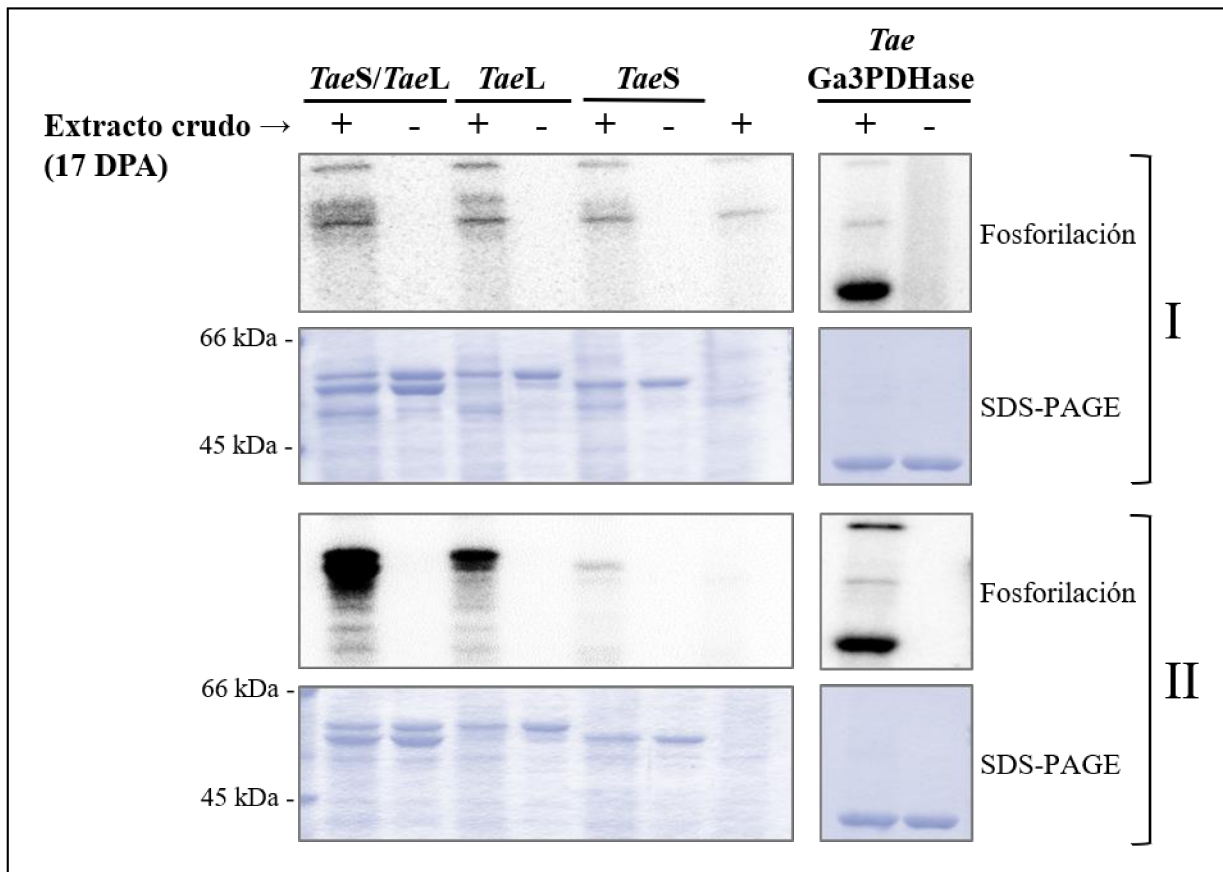 Tae
TaeS/TaeL TaeL TaeS Ga3PDHase
Extracto crudo → + - + - + - + + -
(17 DPA)
Fosforilación
I
66 kDa -
SDS-PAGE
45 kDa -
Fosforilación
II
66 kDa -
SDS-PAGE
45 kDa -